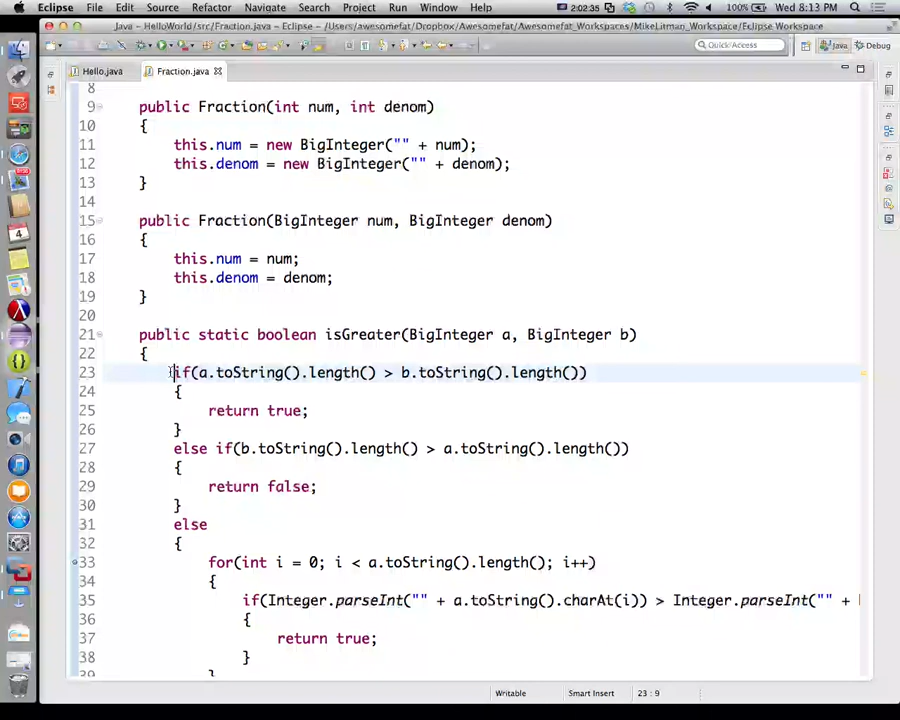 Eclipse File Edit Source Refactor Navigate Search Project Run Window Help 2:02:35 100% Wed 8:13 PM
Java – HelloWorld/src/Fraction.java – Eclipse – /Users/awesomefat/Dropbox/Awesomefat/Awesomefat_Workspaces/MikeLitman_Workspace/Eclipse Workspace
Quick Access Java Debug
Hello.java Fraction.java
8
9 public Fraction(int num, int denom)
10 {
11 this.num = new BigInteger("" + num);
12 this.denom = new BigInteger("" + denom);
13 }
14
15 public Fraction(BigInteger num, BigInteger denom)
16 {
17 this.num = num;
18 this.denom = denom;
19 }
20
21 public static boolean isGreater(BigInteger a, BigInteger b)
22 {
23 if(a.toString().length() > b.toString().length())
24 {
25 return true;
26 }
27 else if(b.toString().length() > a.toString().length())
28 {
29 return false;
30 }
31 else
32 {
33 for(int i = 0; i < a.toString().length(); i++)
34 {
35 if(Integer.parseInt("" + a.toString().charAt(i)) > Integer.parseInt("" +
36 {
37 return true;
38 }
39 }
Writable Smart Insert 23 : 9